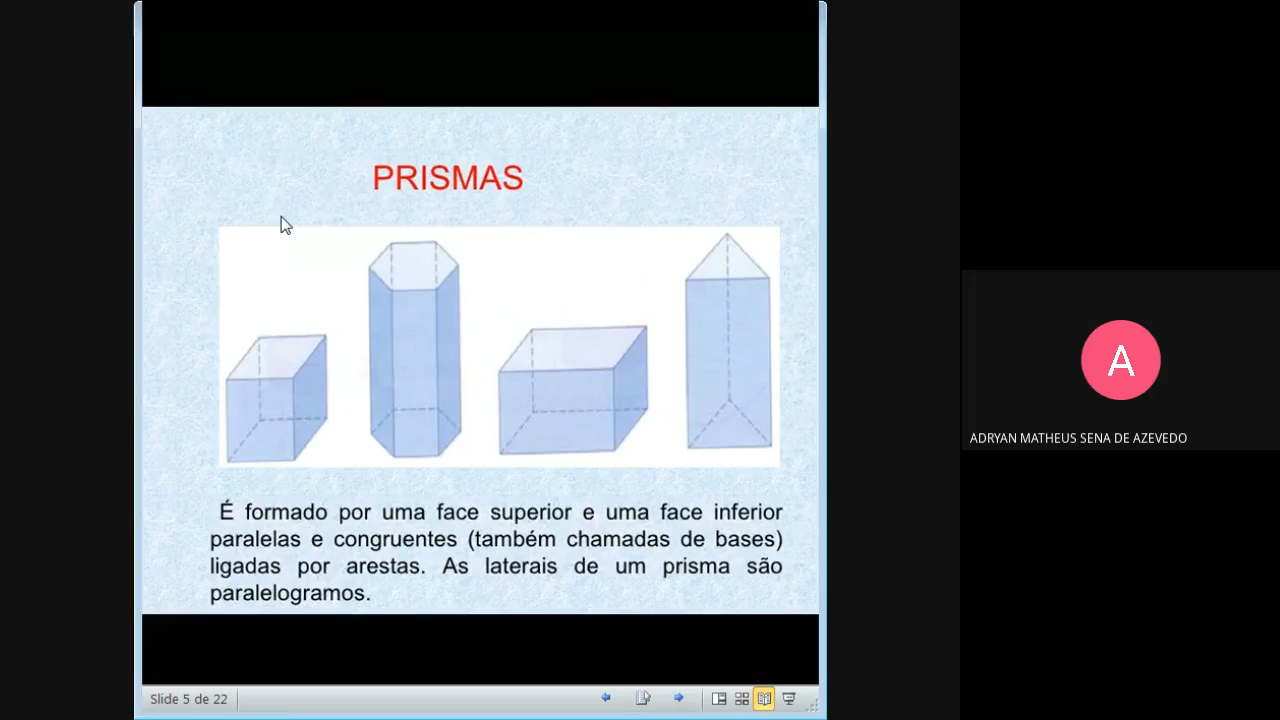 PRISMAS
É formado por uma face superior e uma face inferior
paralelas e congruentes (também chamadas de bases)
ligadas por arestas. As laterais de um prisma são
paralelogramos.
Slide 5 de 22
A
ADRYAN MATHEUS SENA DE AZEVEDO